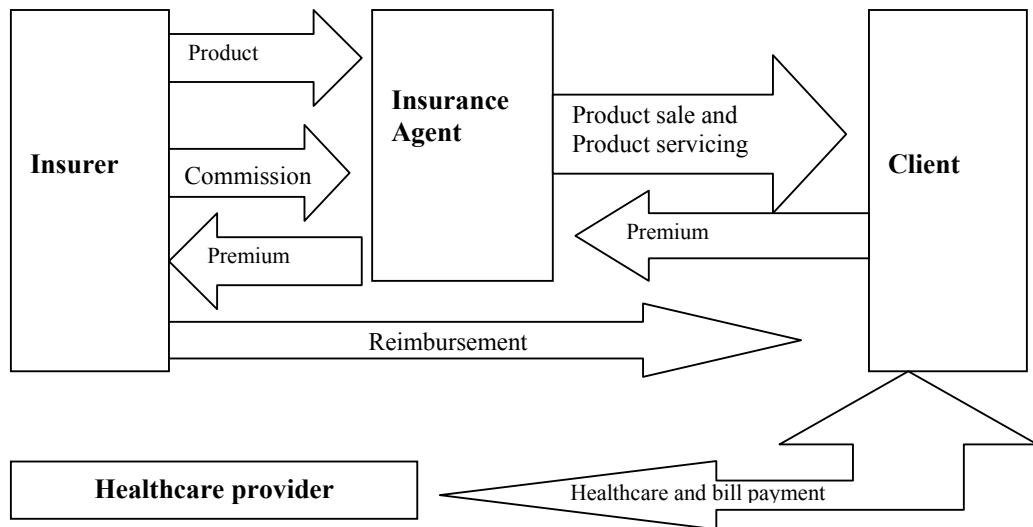 Product
Insurance
Agent
Product sale and
Product servicing
Insurer
Client
Commission
Premium
Premium
Reimbursement
Healthcare provider
Healthcare and bill payment